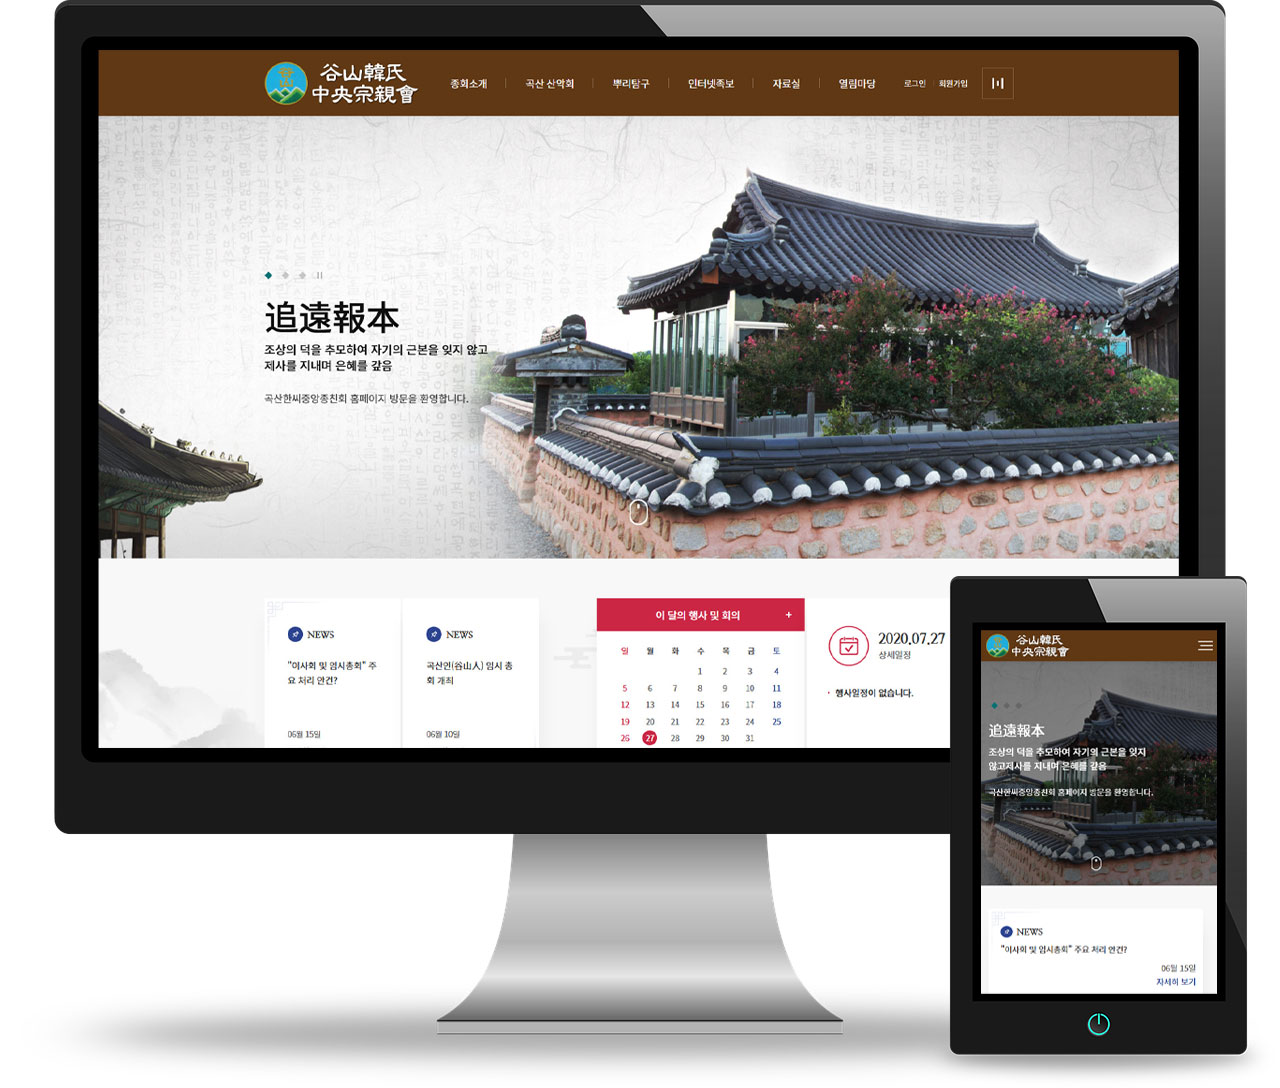 谷山韓氏
中央宗親會
종회소개
곡산 산악회
뿌리탐구
인터넷족보
자료실
열림마당
로그인
회원가입
追遠報本
조상의 덕을 추모하여 자기의 근본을 잊지 않고
제사를 지내며 은혜를 갚음
곡산한씨중앙종친회 홈페이지 방문을 환영합니다.
NEWS
"이사회 및 임시총회" 주
요 처리 안건?
06월 15일
NEWS
곡산인(谷山人) 임시 총
회 개최
06월 10일
이 달의 행사 및 회의 +
일 월 화 수 목 금 토
1 2 3 4
5 6 7 8 9 10 11
12 13 14 15 16 17 18
19 20 21 22 23 24 25
26 27 28 29 30 31
2020.07.27
상세일정
· 행사일정이 없습니다.
谷山韓氏
中央宗親會
追遠報本
조상의 덕을 추모하여 자기의 근본을 잊지
않고제사를 지내며 은혜를 갚음
곡산한씨중앙종친회 홈페이지 방문을 환영합니다.
NEWS
"이사회 및 임시총회" 주요 처리 안건?
06월 15일
자세히 보기